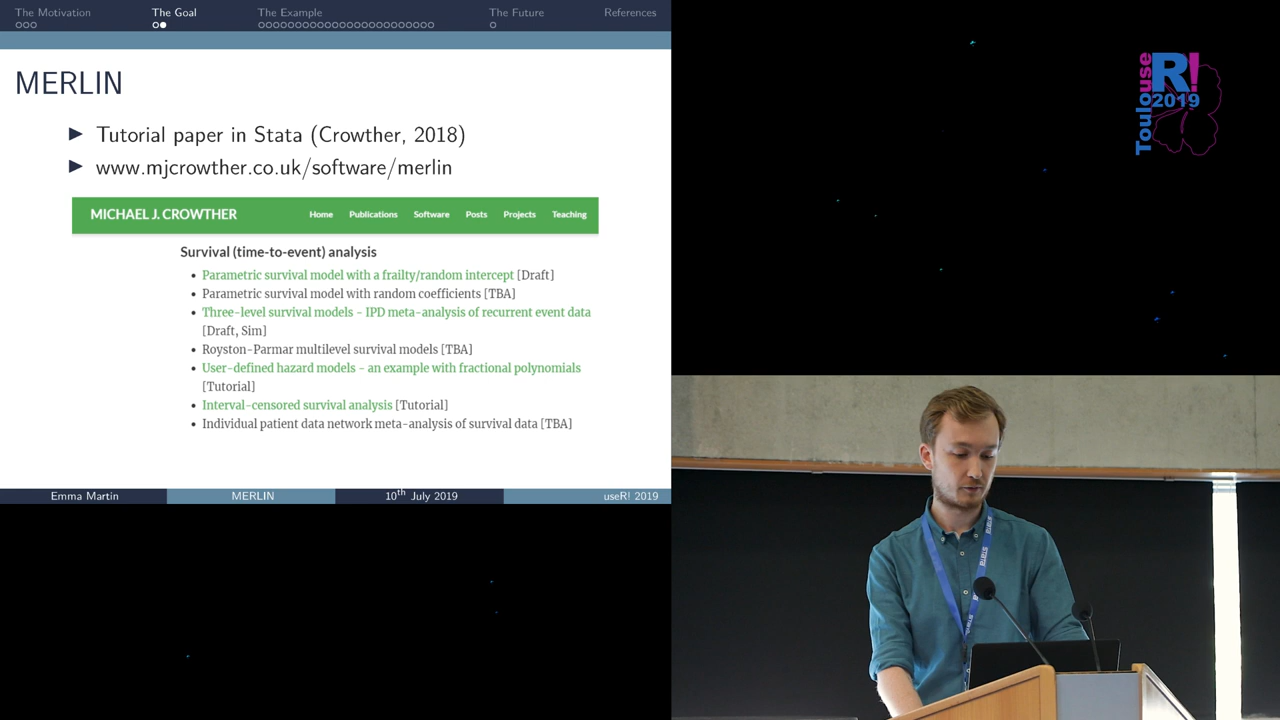 The Motivation The Goal The Example The Future References
MERLIN
Tutorial paper in Stata (Crowther, 2018)
www.mjcrowther.co.uk/software/merlin
MICHAEL J. CROWTHER Home Publications Software Posts Projects Teaching
Survival (time-to-event) analysis
Parametric survival model with a frailty/random intercept [Draft]
Parametric survival model with random coefficients [TBA]
Three-level survival models - IPD meta-analysis of recurrent event data
[Draft, Sim]
Royston-Parmar multilevel survival models [TBA]
User-defined hazard models - an example with fractional polynomials
[Tutorial]
Interval-censored survival analysis [Tutorial]
Individual patient data network meta-analysis of survival data [TBA]
Emma Martin MERLIN 10th July 2019 useR! 2019
Toulouse
R!
2019
STATA